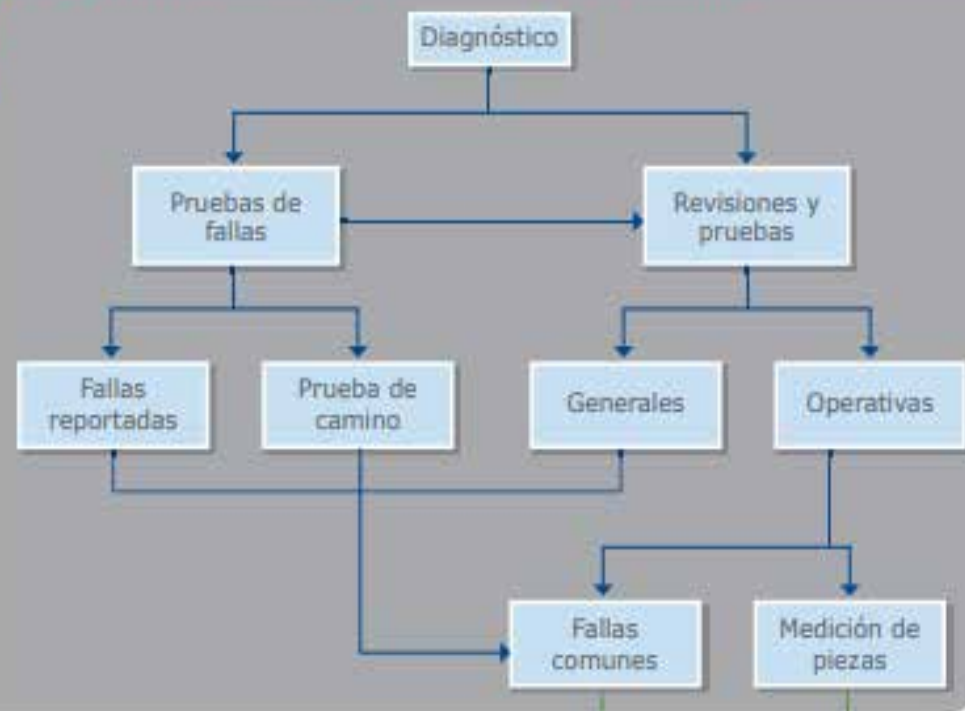 Diagnóstico
Pruebas de
fallas
Revisiones y
pruebas
Fallas
reportadas
Prueba de
camino
Generales
Operativas
Fallas
comunes
Medición de
piezas